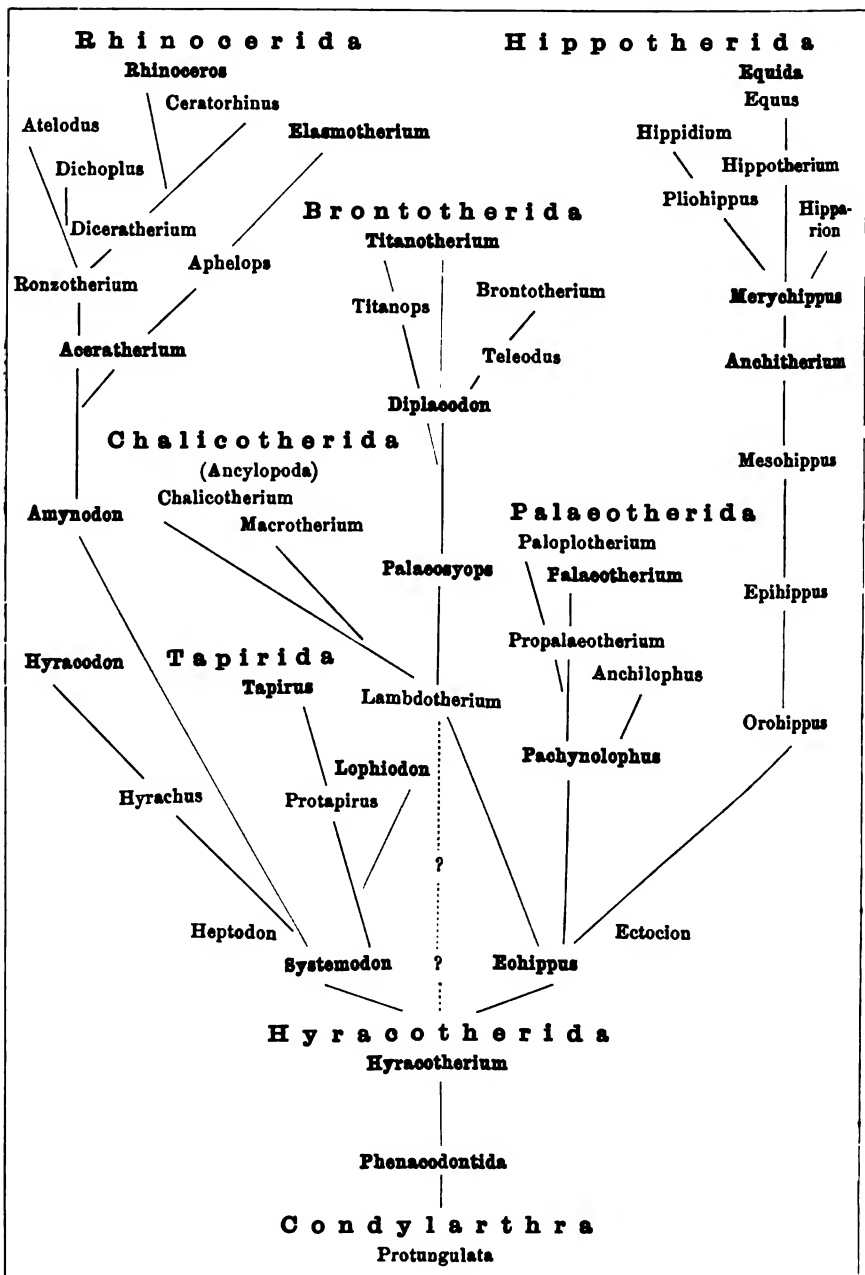 Rhinocerida
Hippotherida
Rhinoceros
Equida
Ceratorhinus
Equus
Atelodus
Elasmotherium
Hippidium
Dichoplus
Hippotherium
Pliohippus
Hippa-
rion
Brontotherida
Diceratherium
Titanotherium
Aphelops
Ronzotherium
Brontotherium
Merychippus
Titanops
Aceratherium
Teleodus
Anchitherium
Diplacodon
Chalicotherida
(Ancylopoda)
Mesohippus
Chalicotherium
Amynodon
Macrotherium
Palaeotherida
Paloplotherium
Palaeosyops
Palaeotherium
Epihippus
Propalaeotherium
Hyracodon
Tapirida
Tapirus
Lambdotherium
Anchilophus
Orohippus
Pachynolophus
Lophiodon
Hyrachus
Protapirus
?
Heptodon
Ectocion
Systemodon
?
Eohippus
Hyracotherida
Hyracotherium
Phenacodontida
Condylarthra
Protungulata